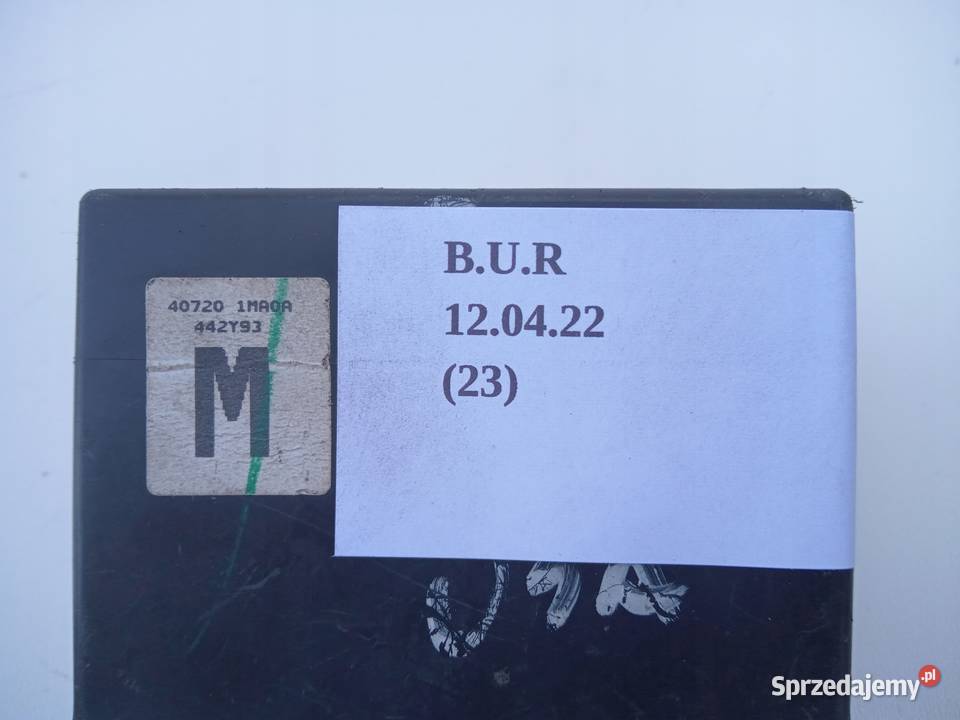 40720 1MA0A
442Y93
M
B.U.R
12.04.22
(23)
Sprzedajemy.pl